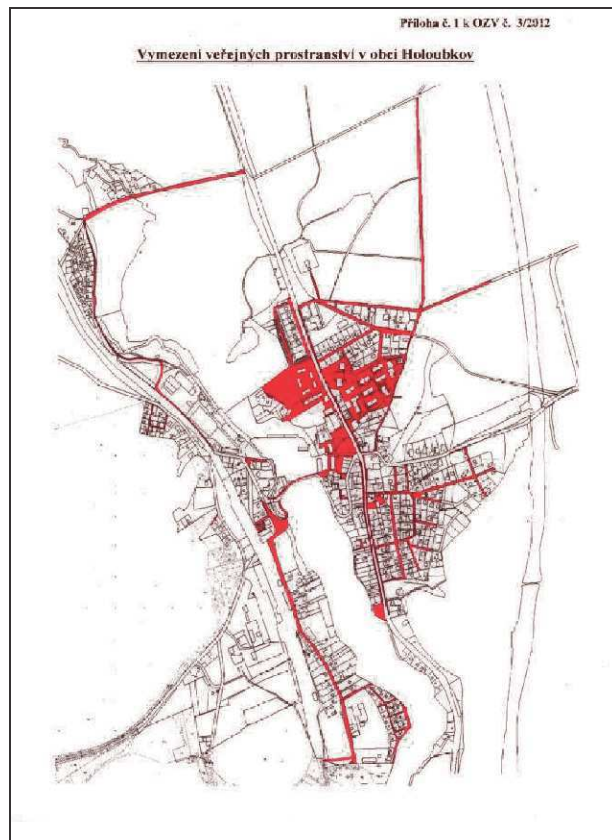 Příloha č. 1 k OZV č. 3/2012
Vymezení veřejných prostranství v obci Holoubkov